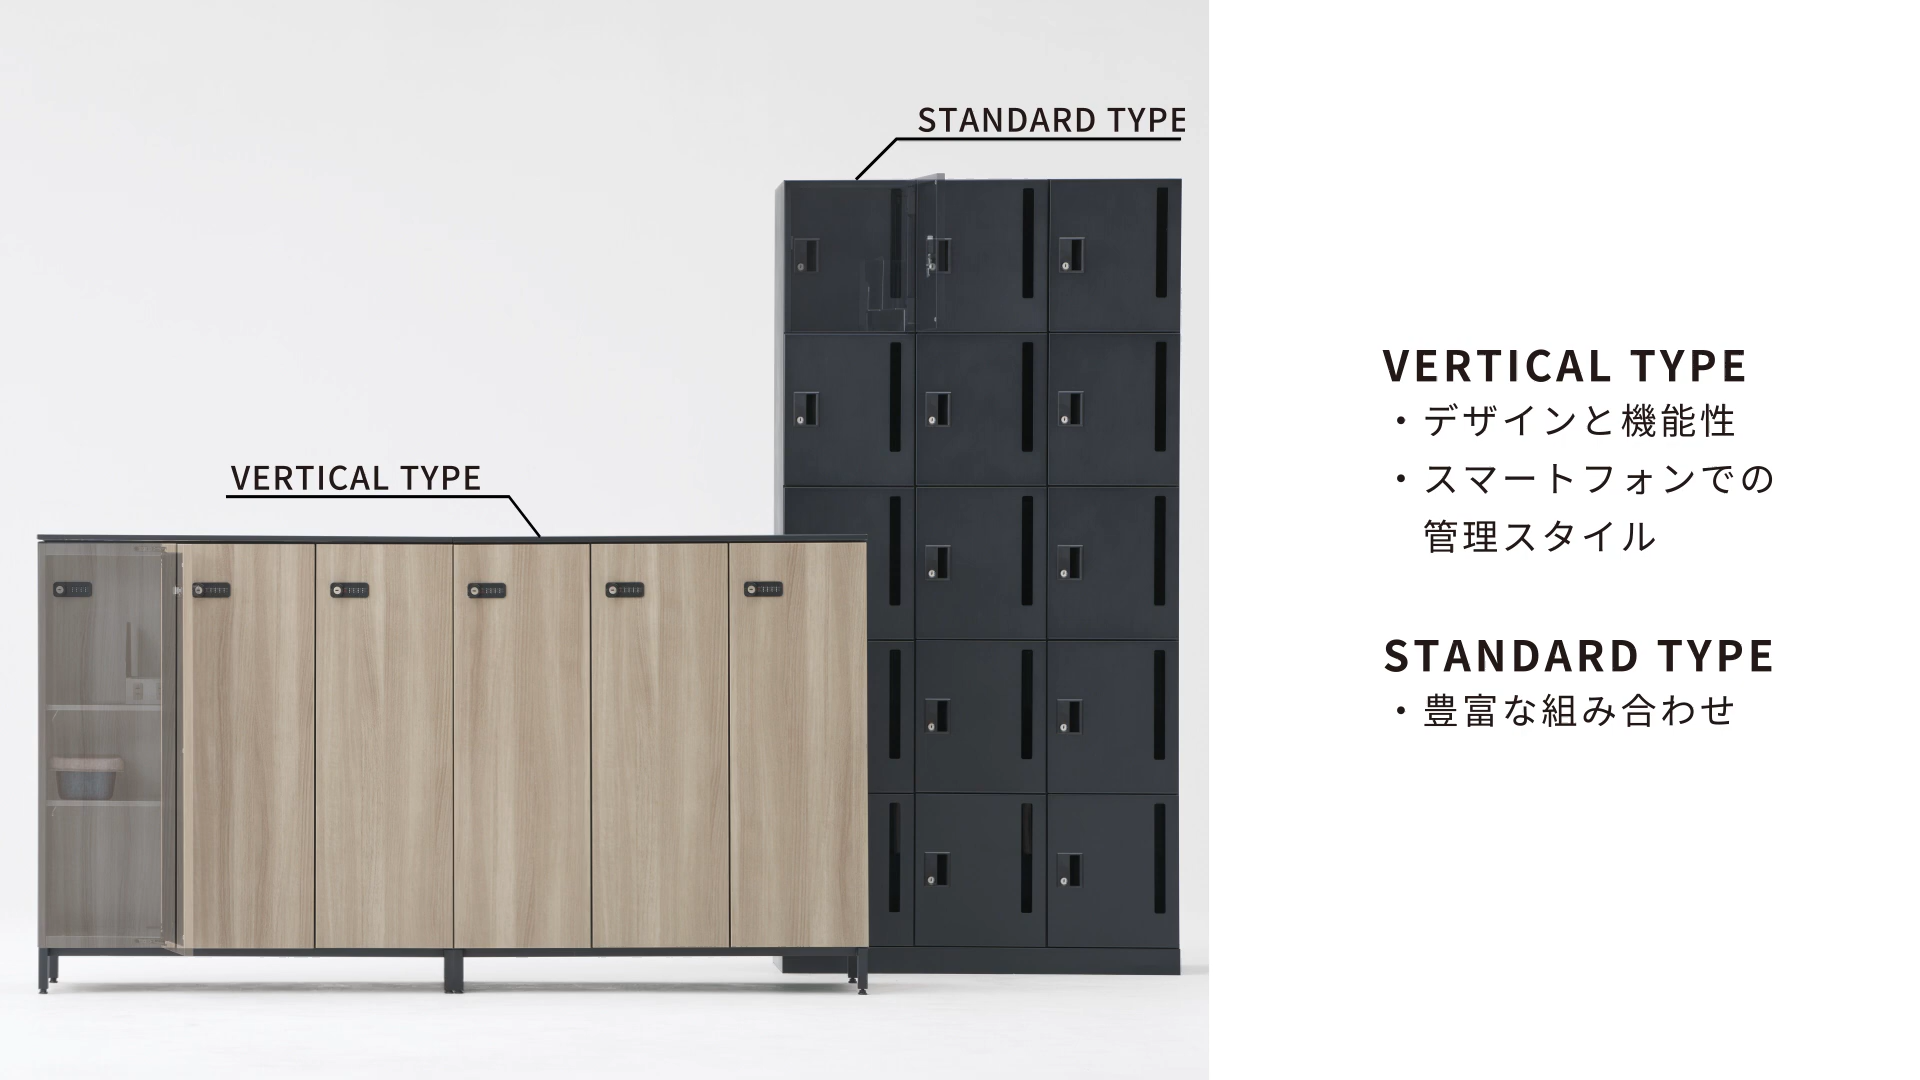 STANDARD TYPE
VERTICAL TYPE
VERTICAL TYPE
・デザインと機能性
・スマートフォンでの
管理スタイル
STANDARD TYPE
・豊富な組み合わせ